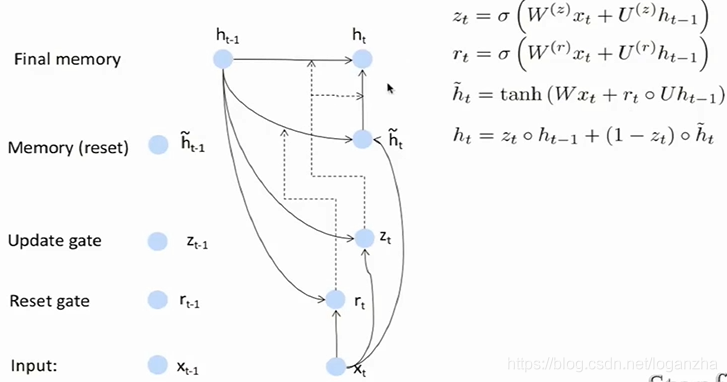 h_{t-1} h_t
Final memory
Memory (reset) h̃_{t-1} h̃_t
Update gate z_{t-1} z_t
Reset gate r_{t-1} r_t
Input: x_{t-1} x_t
z_t = σ(W^{(z)}x_t + U^{(z)}h_{t-1})
r_t = σ(W^{(r)}x_t + U^{(r)}h_{t-1})
h̃_t = tanh(Wx_t + r_t ∘ Uh_{t-1})
h_t = z_t ∘ h_{t-1} + (1 − z_t) ∘ h̃_t
https://blog.csdn.net/loganzha